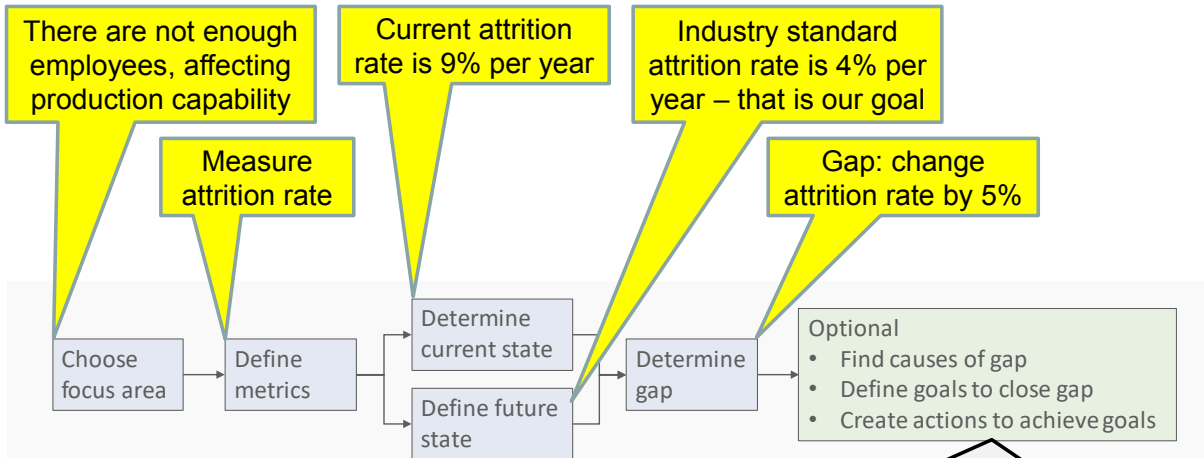 There are not enough
employees, affecting
production capability
Current attrition
rate is 9% per year
Industry standard
attrition rate is 4% per
year – that is our goal
Measure
attrition rate
Gap: change
attrition rate by 5%
Choose
focus area
Define
metrics
Determine
current state
Define future
state
Determine
gap
Optional
• Find causes of gap
• Define goals to close gap
• Create actions to achieve goals